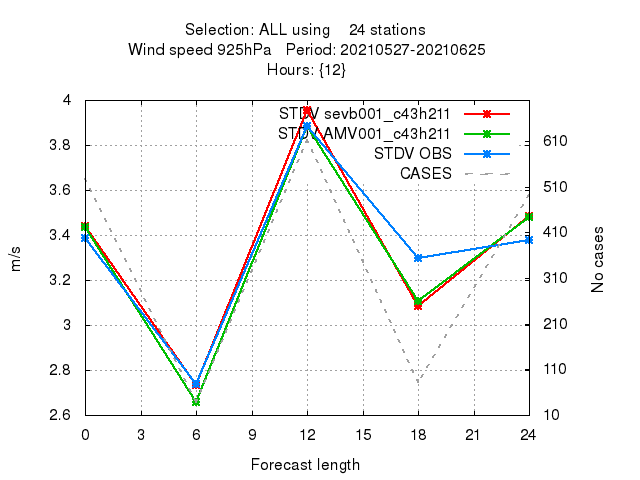 Selection: ALL using 24 stations
Wind speed 925hPa Period: 20210527-20210625
Hours: {12}
STDV sevb001_c43h211
STDV AMV001_c43h211
STDV OBS
CASES
4
3.8
3.6
3.4
3.2
3
2.8
2.6
m/s
610
510
410
310
210
110
10
No cases
0 3 6 9 12 15 18 21 24
Forecast length